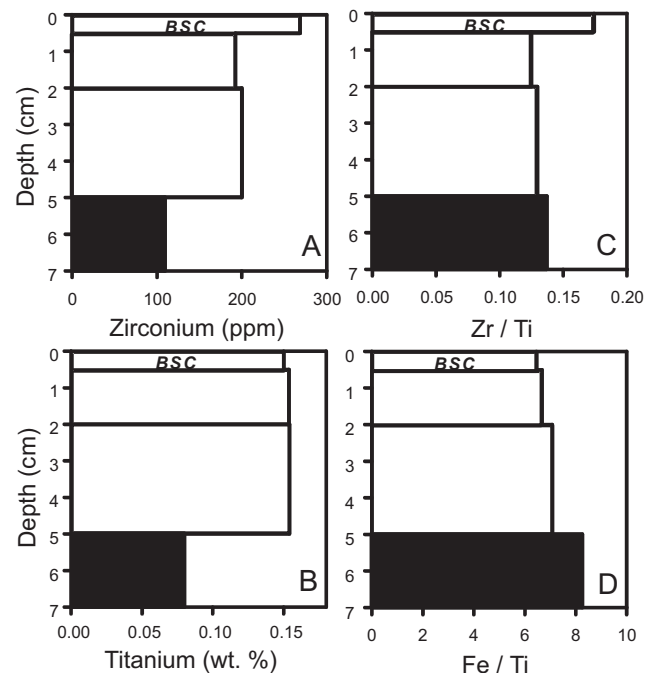 0
BSC
1
2
3
4
5
6
7
Depth (cm)
A
0 100 200 300
Zirconium (ppm)
0
BSC
1
2
3
4
5
6
7
C
0.00 0.05 0.10 0.15 0.20
Zr / Ti
0
BSC
1
2
3
4
5
6
7
Depth (cm)
B
0.00 0.05 0.10 0.15
Titanium (wt. %)
0
BSC
1
2
3
4
5
6
7
D
0 2 4 6 8 10
Fe / Ti